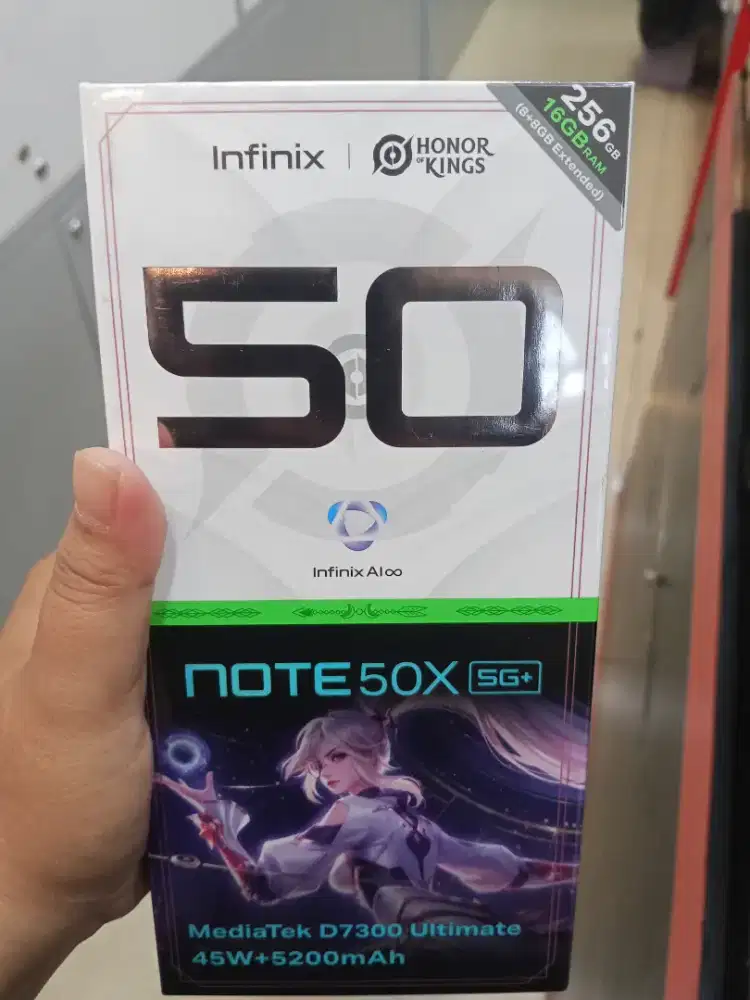 Infinix | HONOR OF KINGS
256GB
16GB RAM
(8+8GB Extended)
50
Infinix AI∞
NOTE 50X 5G+
MediaTek D7300 Ultimate
45W+5200mAh